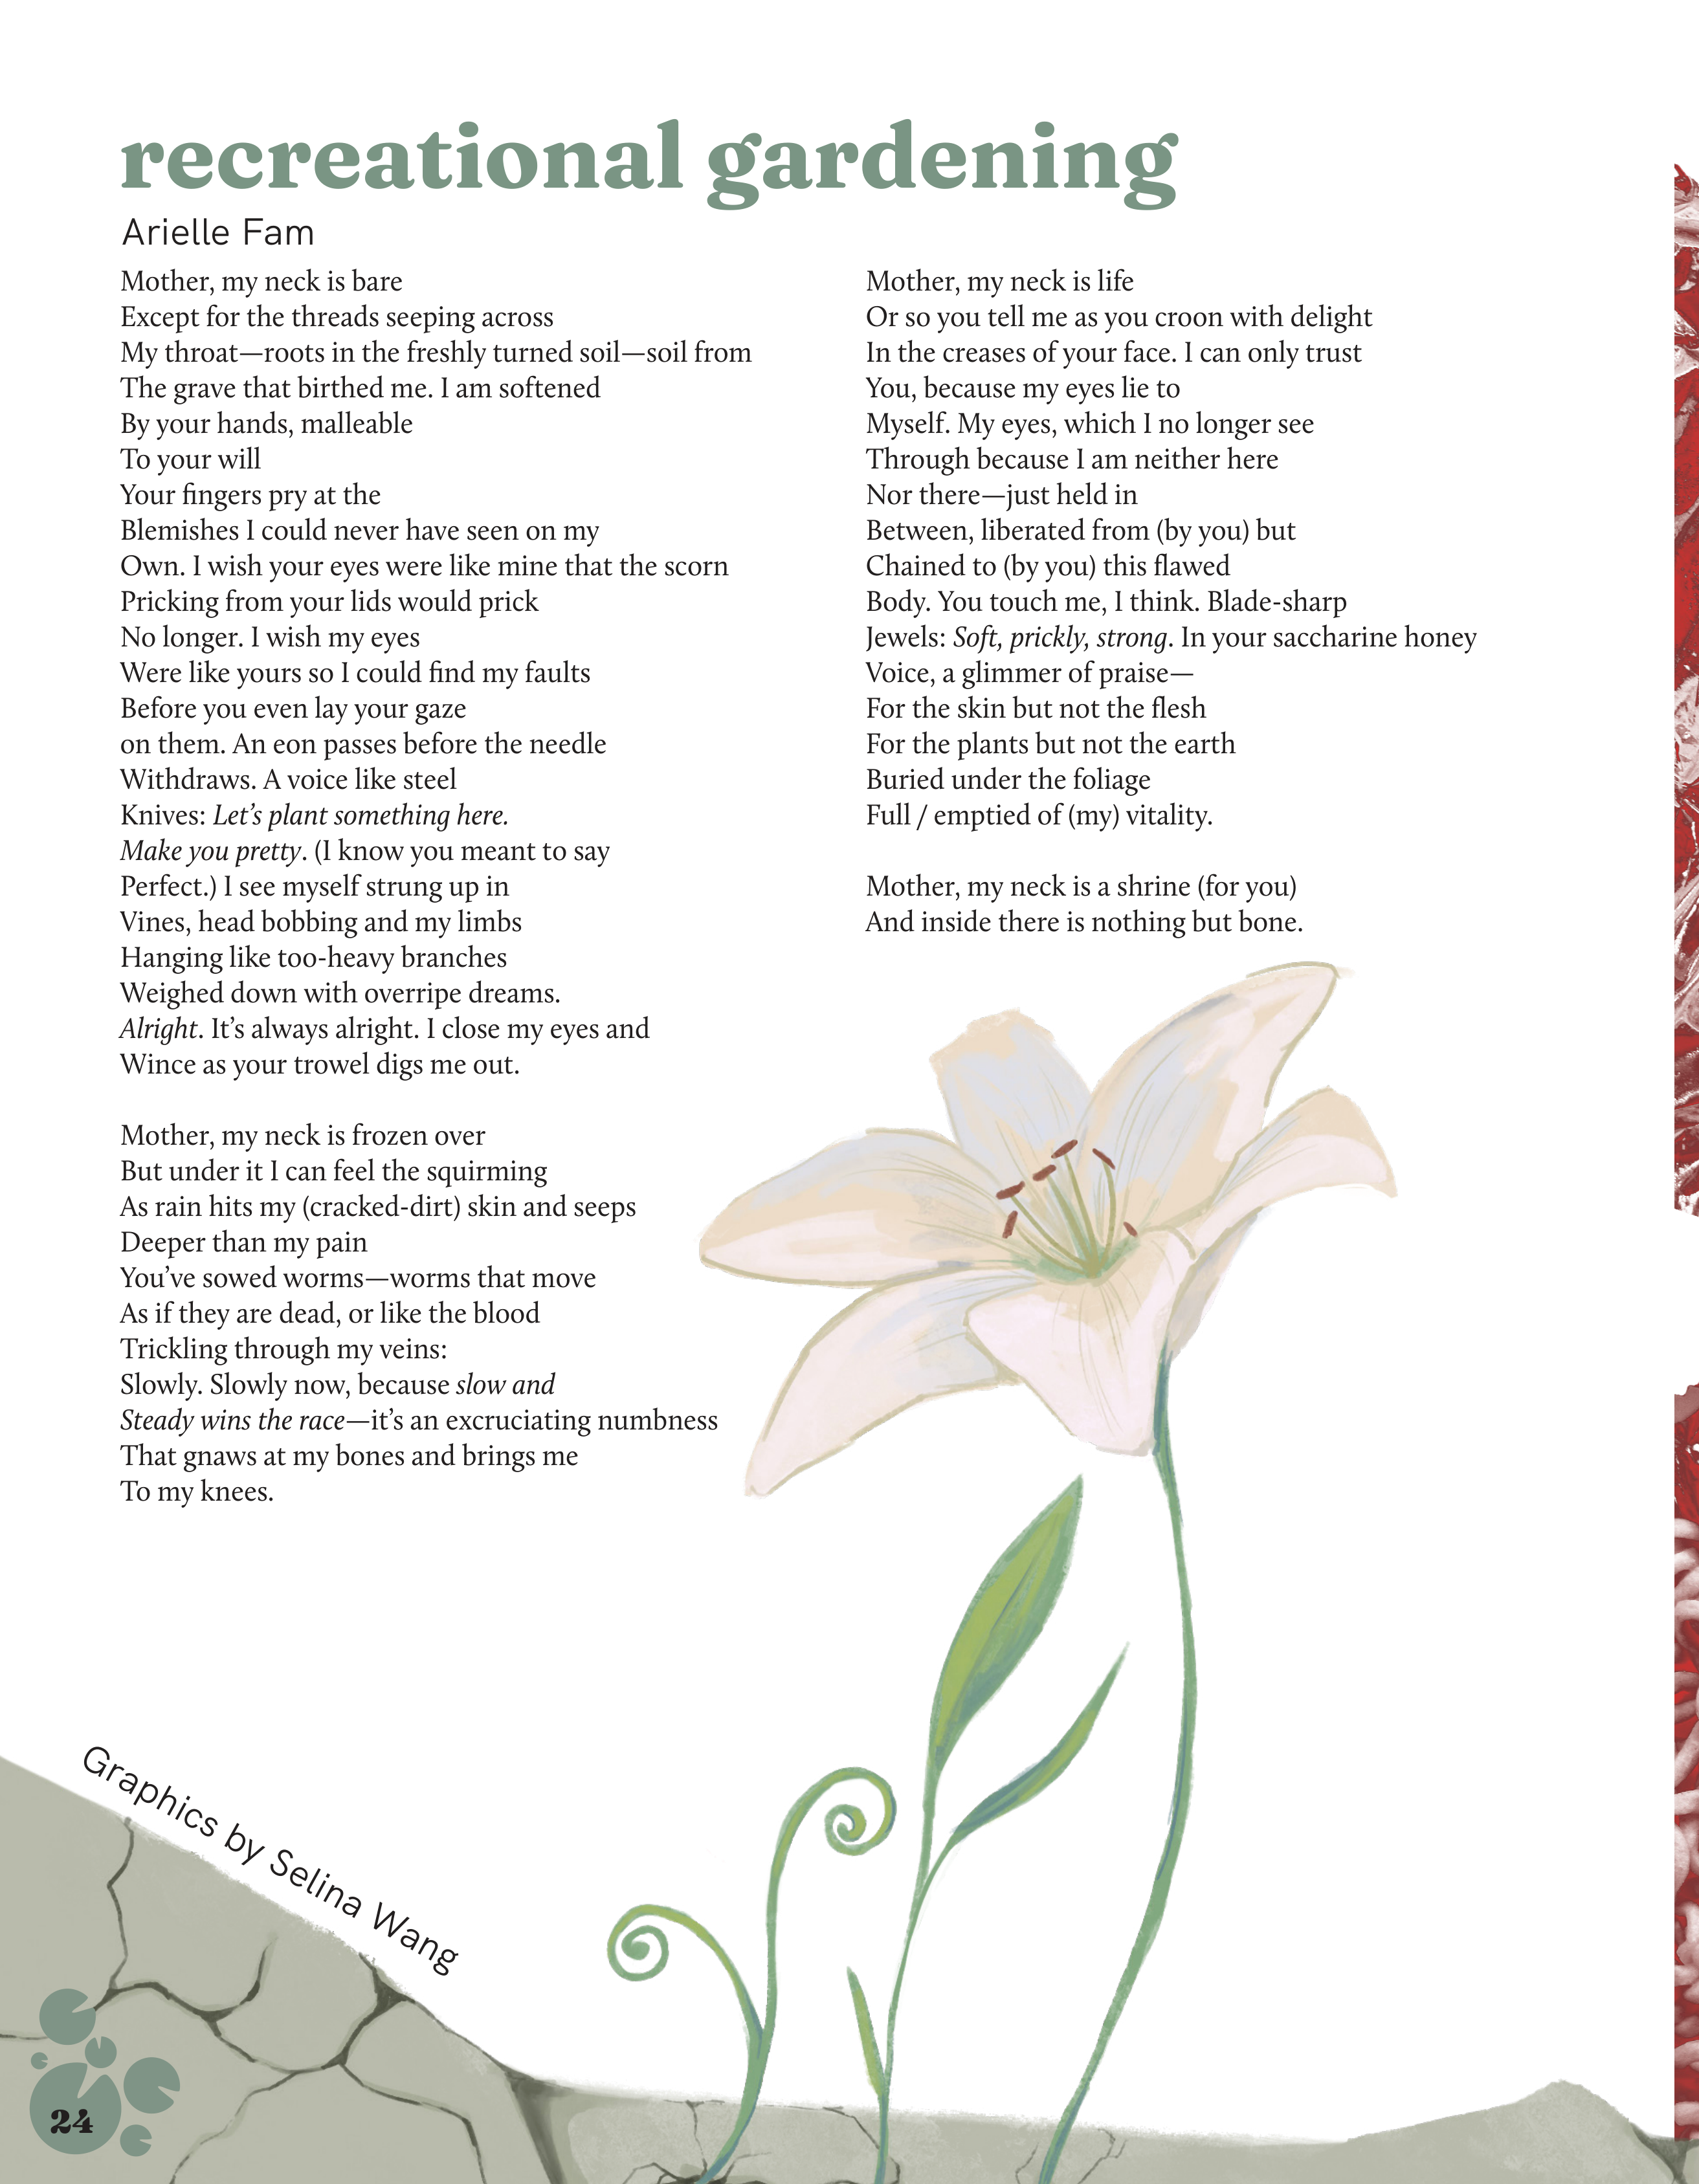 recreational gardening
Arielle Fam
Mother, my neck is bare
Except for the threads seeping across
My throat—roots in the freshly turned soil—soil from
The grave that birthed me. I am softened
By your hands, malleable
To your will
Your fingers pry at the
Blemishes I could never have seen on my
Own. I wish your eyes were like mine that the scorn
Pricking from your lids would prick
No longer. I wish my eyes
Were like yours so I could find my faults
Before you even lay your gaze
on them. An eon passes before the needle
Withdraws. A voice like steel
Knives: Let’s plant something here.
Make you pretty. (I know you meant to say
Perfect.) I see myself strung up in
Vines, head bobbing and my limbs
Hanging like too-heavy branches
Weighed down with overripe dreams.
Alright. It’s always alright. I close my eyes and
Wince as your trowel digs me out.

Mother, my neck is frozen over
But under it I can feel the squirming
As rain hits my (cracked-dirt) skin and seeps
Deeper than my pain
You’ve sowed worms—worms that move
As if they are dead, or like the blood
Trickling through my veins:
Slowly. Slowly now, because slow and
Steady wins the race—it’s an excruciating numbness
That gnaws at my bones and brings me
To my knees.

Mother, my neck is life
Or so you tell me as you croon with delight
In the creases of your face. I can only trust
You, because my eyes lie to
Myself. My eyes, which I no longer see
Through because I am neither here
Nor there—just held in
Between, liberated from (by you) but
Chained to (by you) this flawed
Body. You touch me, I think. Blade-sharp
Jewels: Soft, prickly, strong. In your saccharine honey
Voice, a glimmer of praise—
For the skin but not the flesh
For the plants but not the earth
Buried under the foliage
Full / emptied of (my) vitality.

Mother, my neck is a shrine (for you)
And inside there is nothing but bone.
Graphics by Selina Wang
24